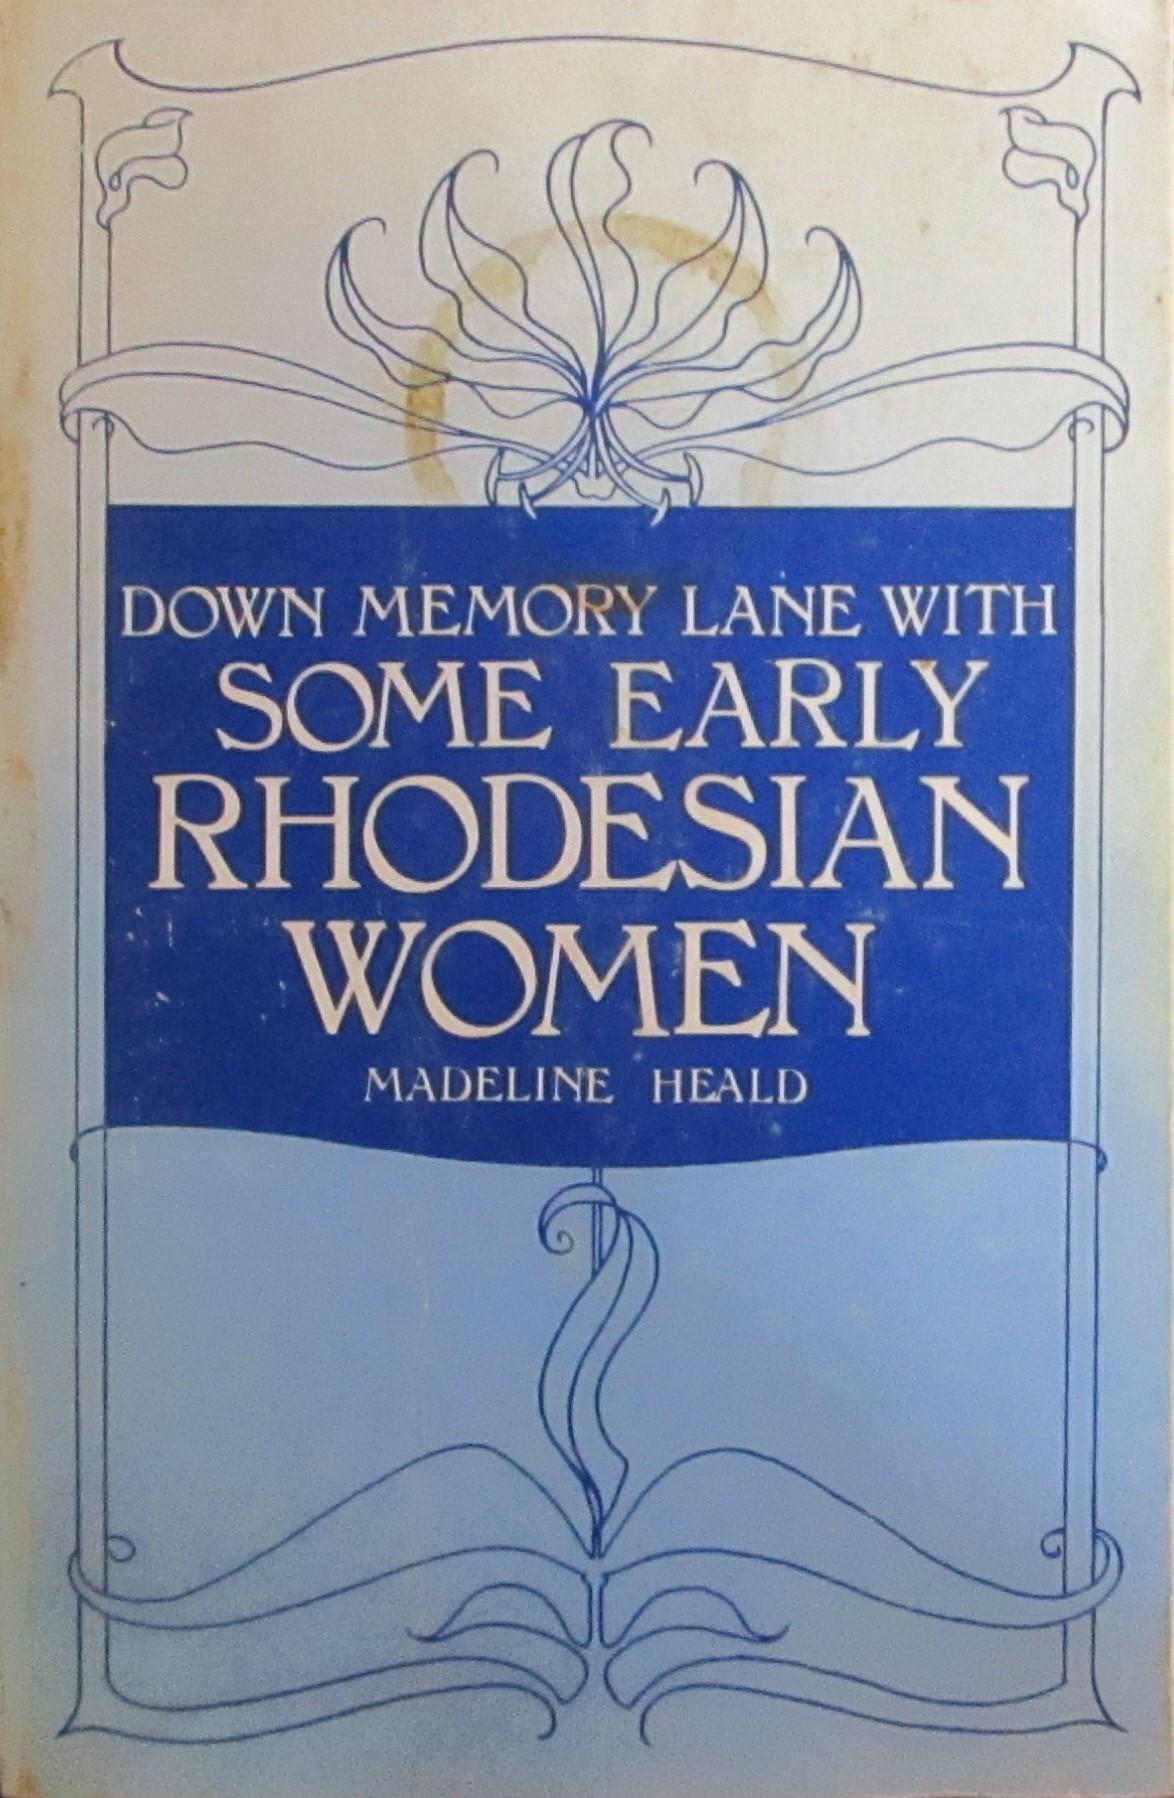 DOWN MEMORY LANE WITH
SOME EARLY
RHODESIAN
WOMEN
MADELINE HEALD